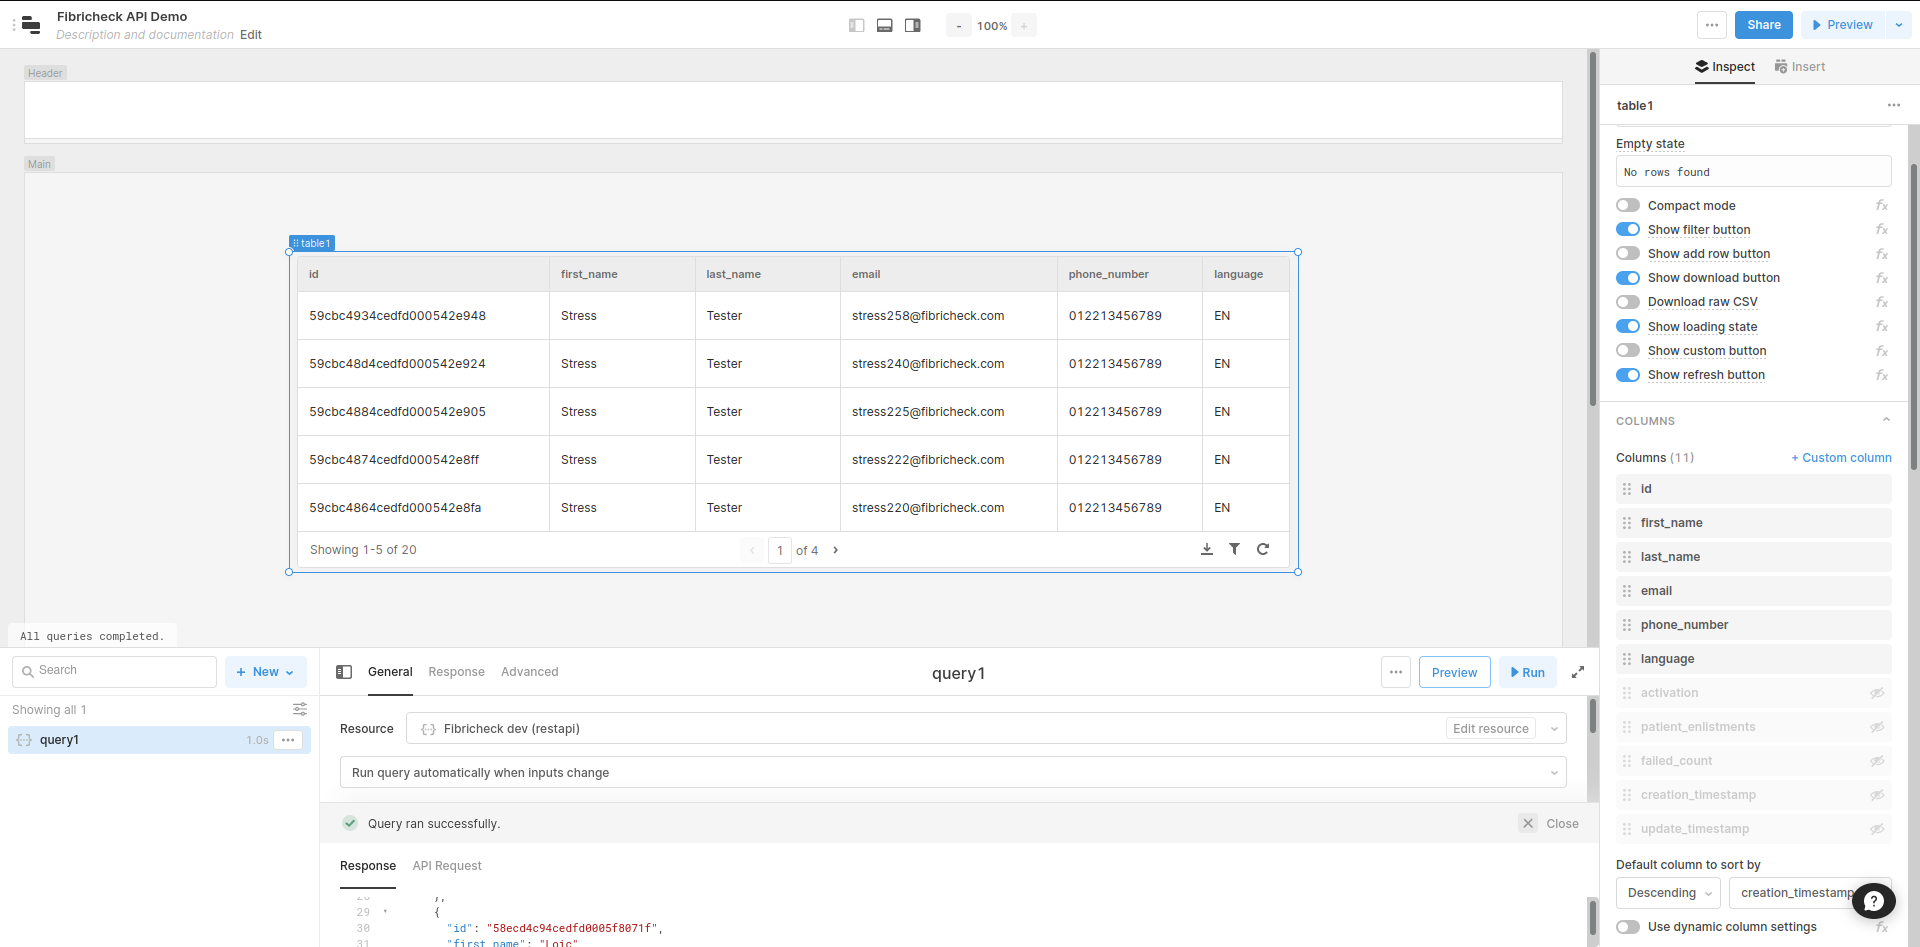 Fibricheck API Demo
Description and documentation Edit
- 100% +
Share
Preview
Header
Main
table1
id first_name last_name email phone_number language
59cbc4934cedfd000542e948 Stress Tester stress258@fibricheck.com 012213456789 EN
59cbc48d4cedfd000542e924 Stress Tester stress240@fibricheck.com 012213456789 EN
59cbc4884cedfd000542e905 Stress Tester stress225@fibricheck.com 012213456789 EN
59cbc4874cedfd000542e8ff Stress Tester stress222@fibricheck.com 012213456789 EN
59cbc4864cedfd000542e8fa Stress Tester stress220@fibricheck.com 012213456789 EN
Showing 1-5 of 20 1 of 4
All queries completed.
Search
+ New
Showing all 1
query1 1.0s
General Response Advanced
query1
Preview
Run
Resource Fibricheck dev (restapi) Edit resource
Run query automatically when inputs change
Query ran successfully. Close
Response API Request
28 },
29 {
30 "id": "58ecd4c94cedfd0005f8071f",
31 "first_name": "Loic"
Inspect Insert
table1
Empty state
No rows found
Compact mode fx
Show filter button fx
Show add row button fx
Show download button fx
Download raw CSV fx
Show loading state fx
Show custom button fx
Show refresh button fx
COLUMNS
Columns (11) + Custom column
id
first_name
last_name
email
phone_number
language
activation
patient_enlistments
failed_count
creation_timestamp
update_timestamp
Default column to sort by
Descending creation_timestamp
Use dynamic column settings fx